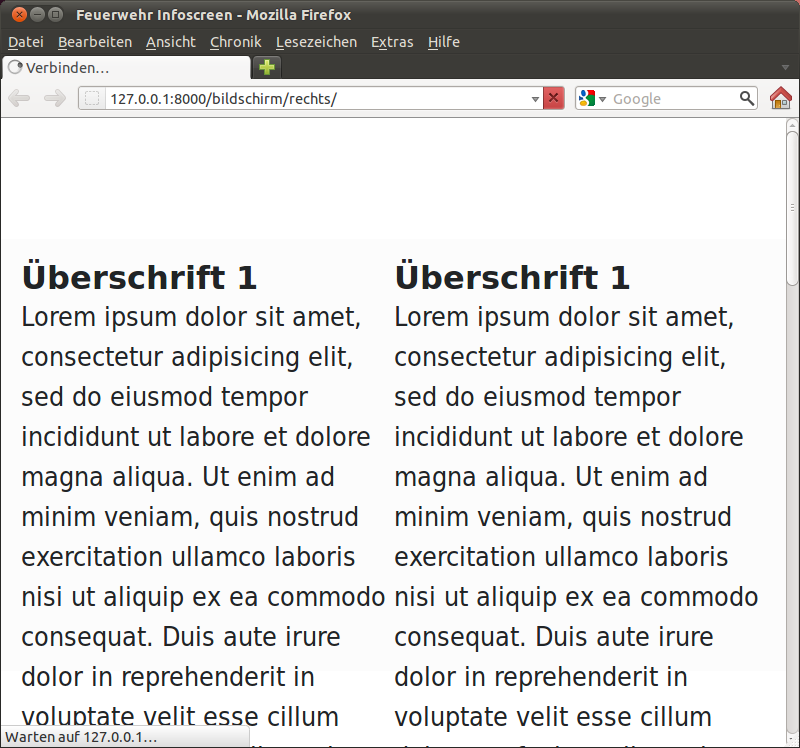 Feuerwehr Infoscreen - Mozilla Firefox
Datei Bearbeiten Ansicht Chronik Lesezeichen Extras Hilfe
Verbinden...
127.0.0.1:8000/bildschirm/rechts/
Google
Überschrift 1
Lorem ipsum dolor sit amet,
consectetur adipisicing elit,
sed do eiusmod tempor
incididunt ut labore et dolore
magna aliqua. Ut enim ad
minim veniam, quis nostrud
exercitation ullamco laboris
nisi ut aliquip ex ea commodo
consequat. Duis aute irure
dolor in reprehenderit in
voluptate velit esse cillum
Überschrift 1
Lorem ipsum dolor sit amet,
consectetur adipisicing elit,
sed do eiusmod tempor
incididunt ut labore et dolore
magna aliqua. Ut enim ad
minim veniam, quis nostrud
exercitation ullamco laboris
nisi ut aliquip ex ea commodo
consequat. Duis aute irure
dolor in reprehenderit in
voluptate velit esse cillum
Warten auf 127.0.0.1...